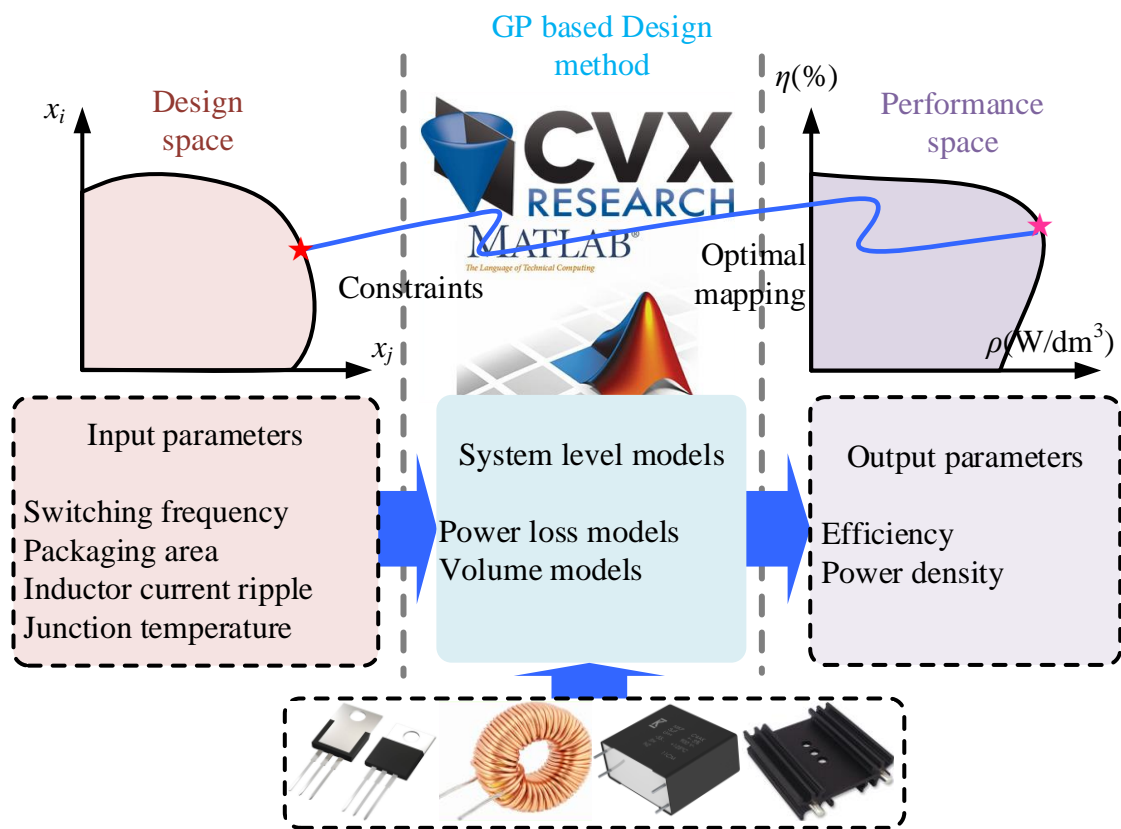 GP based Design
method
x_i
Design
space
η(%)
Performance
space
CVX
RESEARCH
MATLAB®
The Language of Technical Computing
Constraints
Optimal
mapping
x_j
ρ(W/dm³)
Input parameters
Switching frequency
Packaging area
Inductor current ripple
Junction temperature
System level models
Power loss models
Volume models
Output parameters
Efficiency
Power density